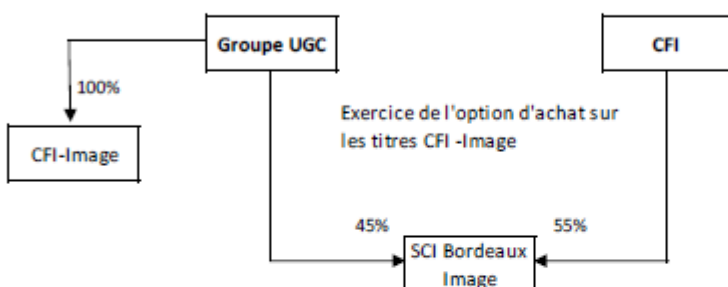 Groupe UGC
CFI
100%
Exercice de l'option d'achat sur
les titres CFI -Image
CFI-Image
45%
55%
SCI Bordeaux
Image